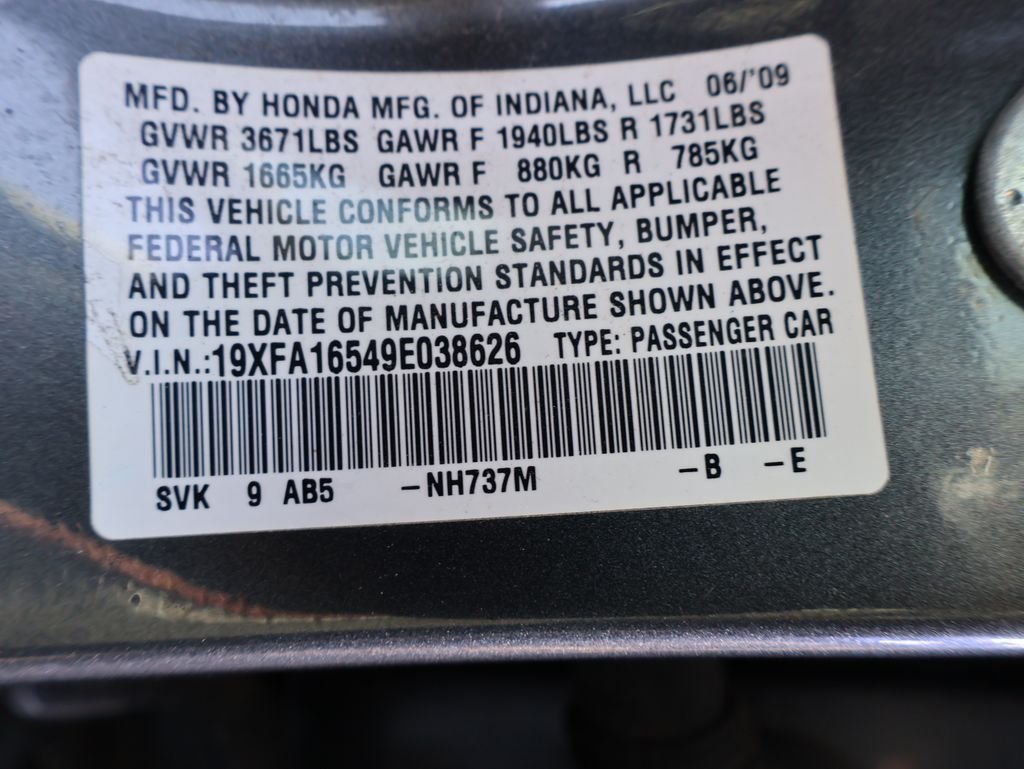 MFD. BY HONDA MFG. OF INDIANA, LLC 06/'09
GVWR 3671LBS GAWR F 1940LBS R 1731LBS
GVWR 1665KG GAWR F 880KG R 785KG
THIS VEHICLE CONFORMS TO ALL APPLICABLE
FEDERAL MOTOR VEHICLE SAFETY, BUMPER,
AND THEFT PREVENTION STANDARDS IN EFFECT
ON THE DATE OF MANUFACTURE SHOWN ABOVE.
V.I.N.:19XFA16549E038626 TYPE: PASSENGER CAR
SVK 9 AB5 –NH737M –B –E